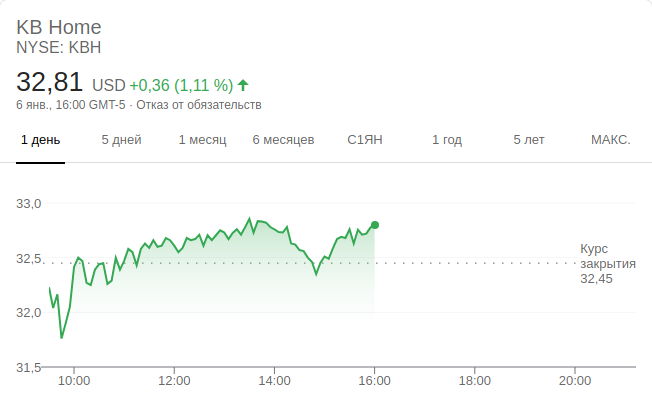 KB Home
NYSE: KBH
32,81 USD +0,36 (1,11 %)
6 янв., 16:00 GMT-5 · Отказ от обязательств
1 день 5 дней 1 месяц 6 месяцев С1ЯН 1 год 5 лет МАКС.
33,0
Курс
32,5 закрытия
32,45
32,0
31,5
10:00 12:00 14:00 16:00 18:00 20:00